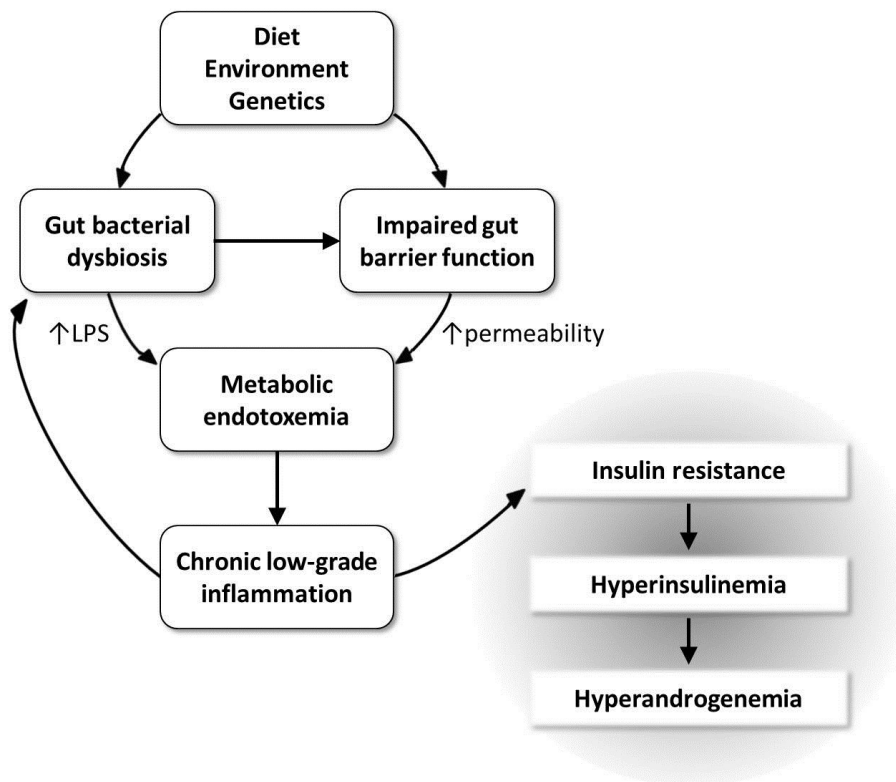 Diet
Environment
Genetics
Gut bacterial
dysbiosis
Impaired gut
barrier function
↑LPS
↑permeability
Metabolic
endotoxemia
Chronic low-grade
inflammation
Insulin resistance
Hyperinsulinemia
Hyperandrogenemia